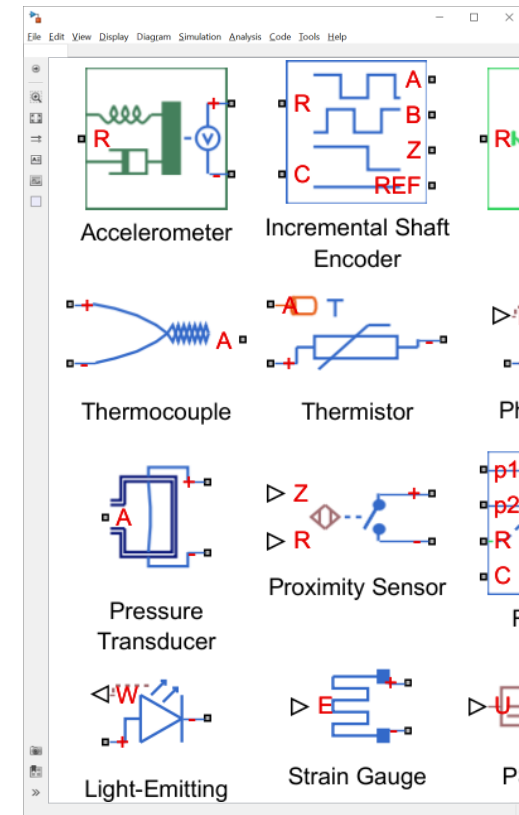 File Edit View Display Diagram Simulation Analysis Code Tools Help
R
+
V
-
Accelerometer
R
C
A
B
Z
REF
Incremental Shaft
Encoder
R
+
-
A
Thermocouple
A
T
+
-
Thermistor
A
+
-
Pressure
Transducer
Z
R
+
-
Proximity Sensor
p1
p2
R
C
W
+
-
Light-Emitting
E
+
-
Strain Gauge
U